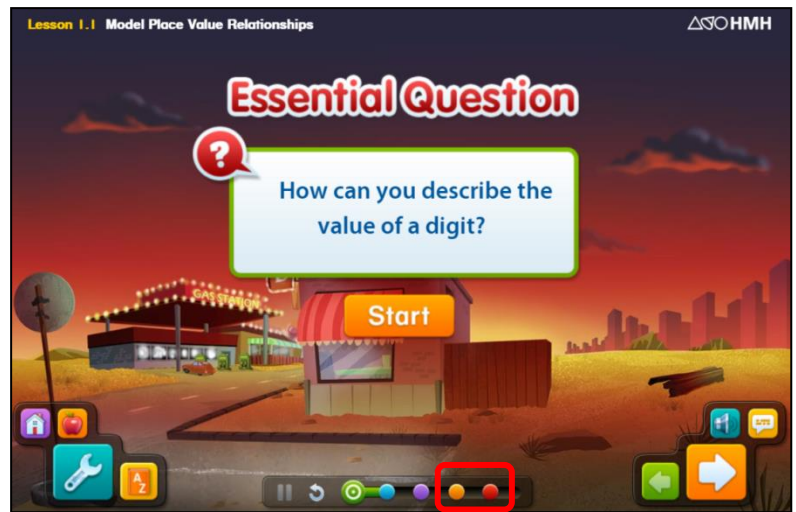 Lesson 1.1 Model Place Value Relationships
HMH
Essential Question
?
How can you describe the
value of a digit?
GAS STATION
Start
A
Z